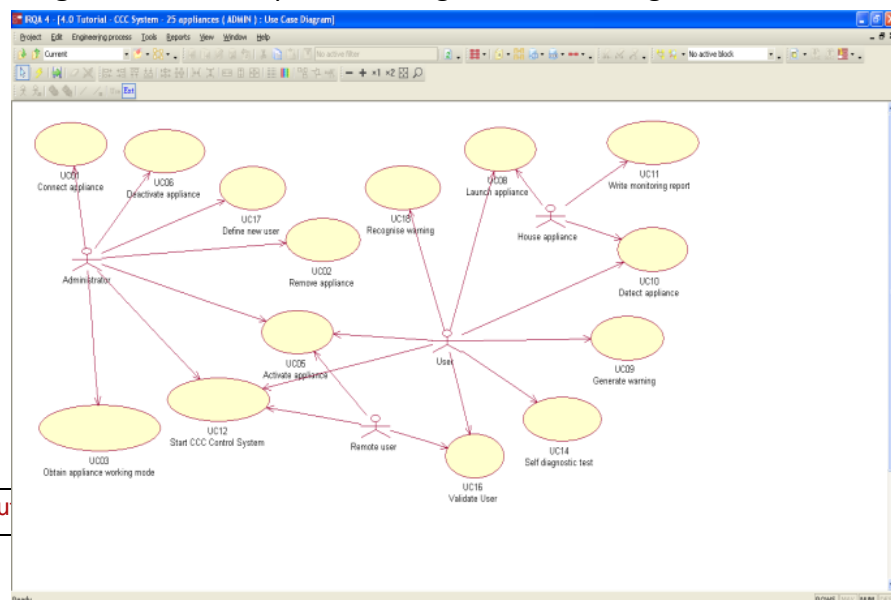 IRQA 4 - [4.0 Tutorial - CCC System - 25 appliances ( ADMIN ) : Use Case Diagram]
Project Edit Engineering process Tools Reports View Window Help
Current
No active filter
No active block
x1 x2
Ext
UC01
Connect appliance
UC06
Deactivate appliance
UC17
Define new user
UC18
Recognise warning
UC08
Launch appliance
UC11
Write monitoring report
House appliance
Administrator
UC02
Remove appliance
UC10
Detect appliance
UC05
Activate appliance
User
UC09
Generate warning
UC12
Start CCC Control System
Remote user
UC14
Self diagnostic test
UC03
Obtain appliance working mode
UC16
Validate User
Ready